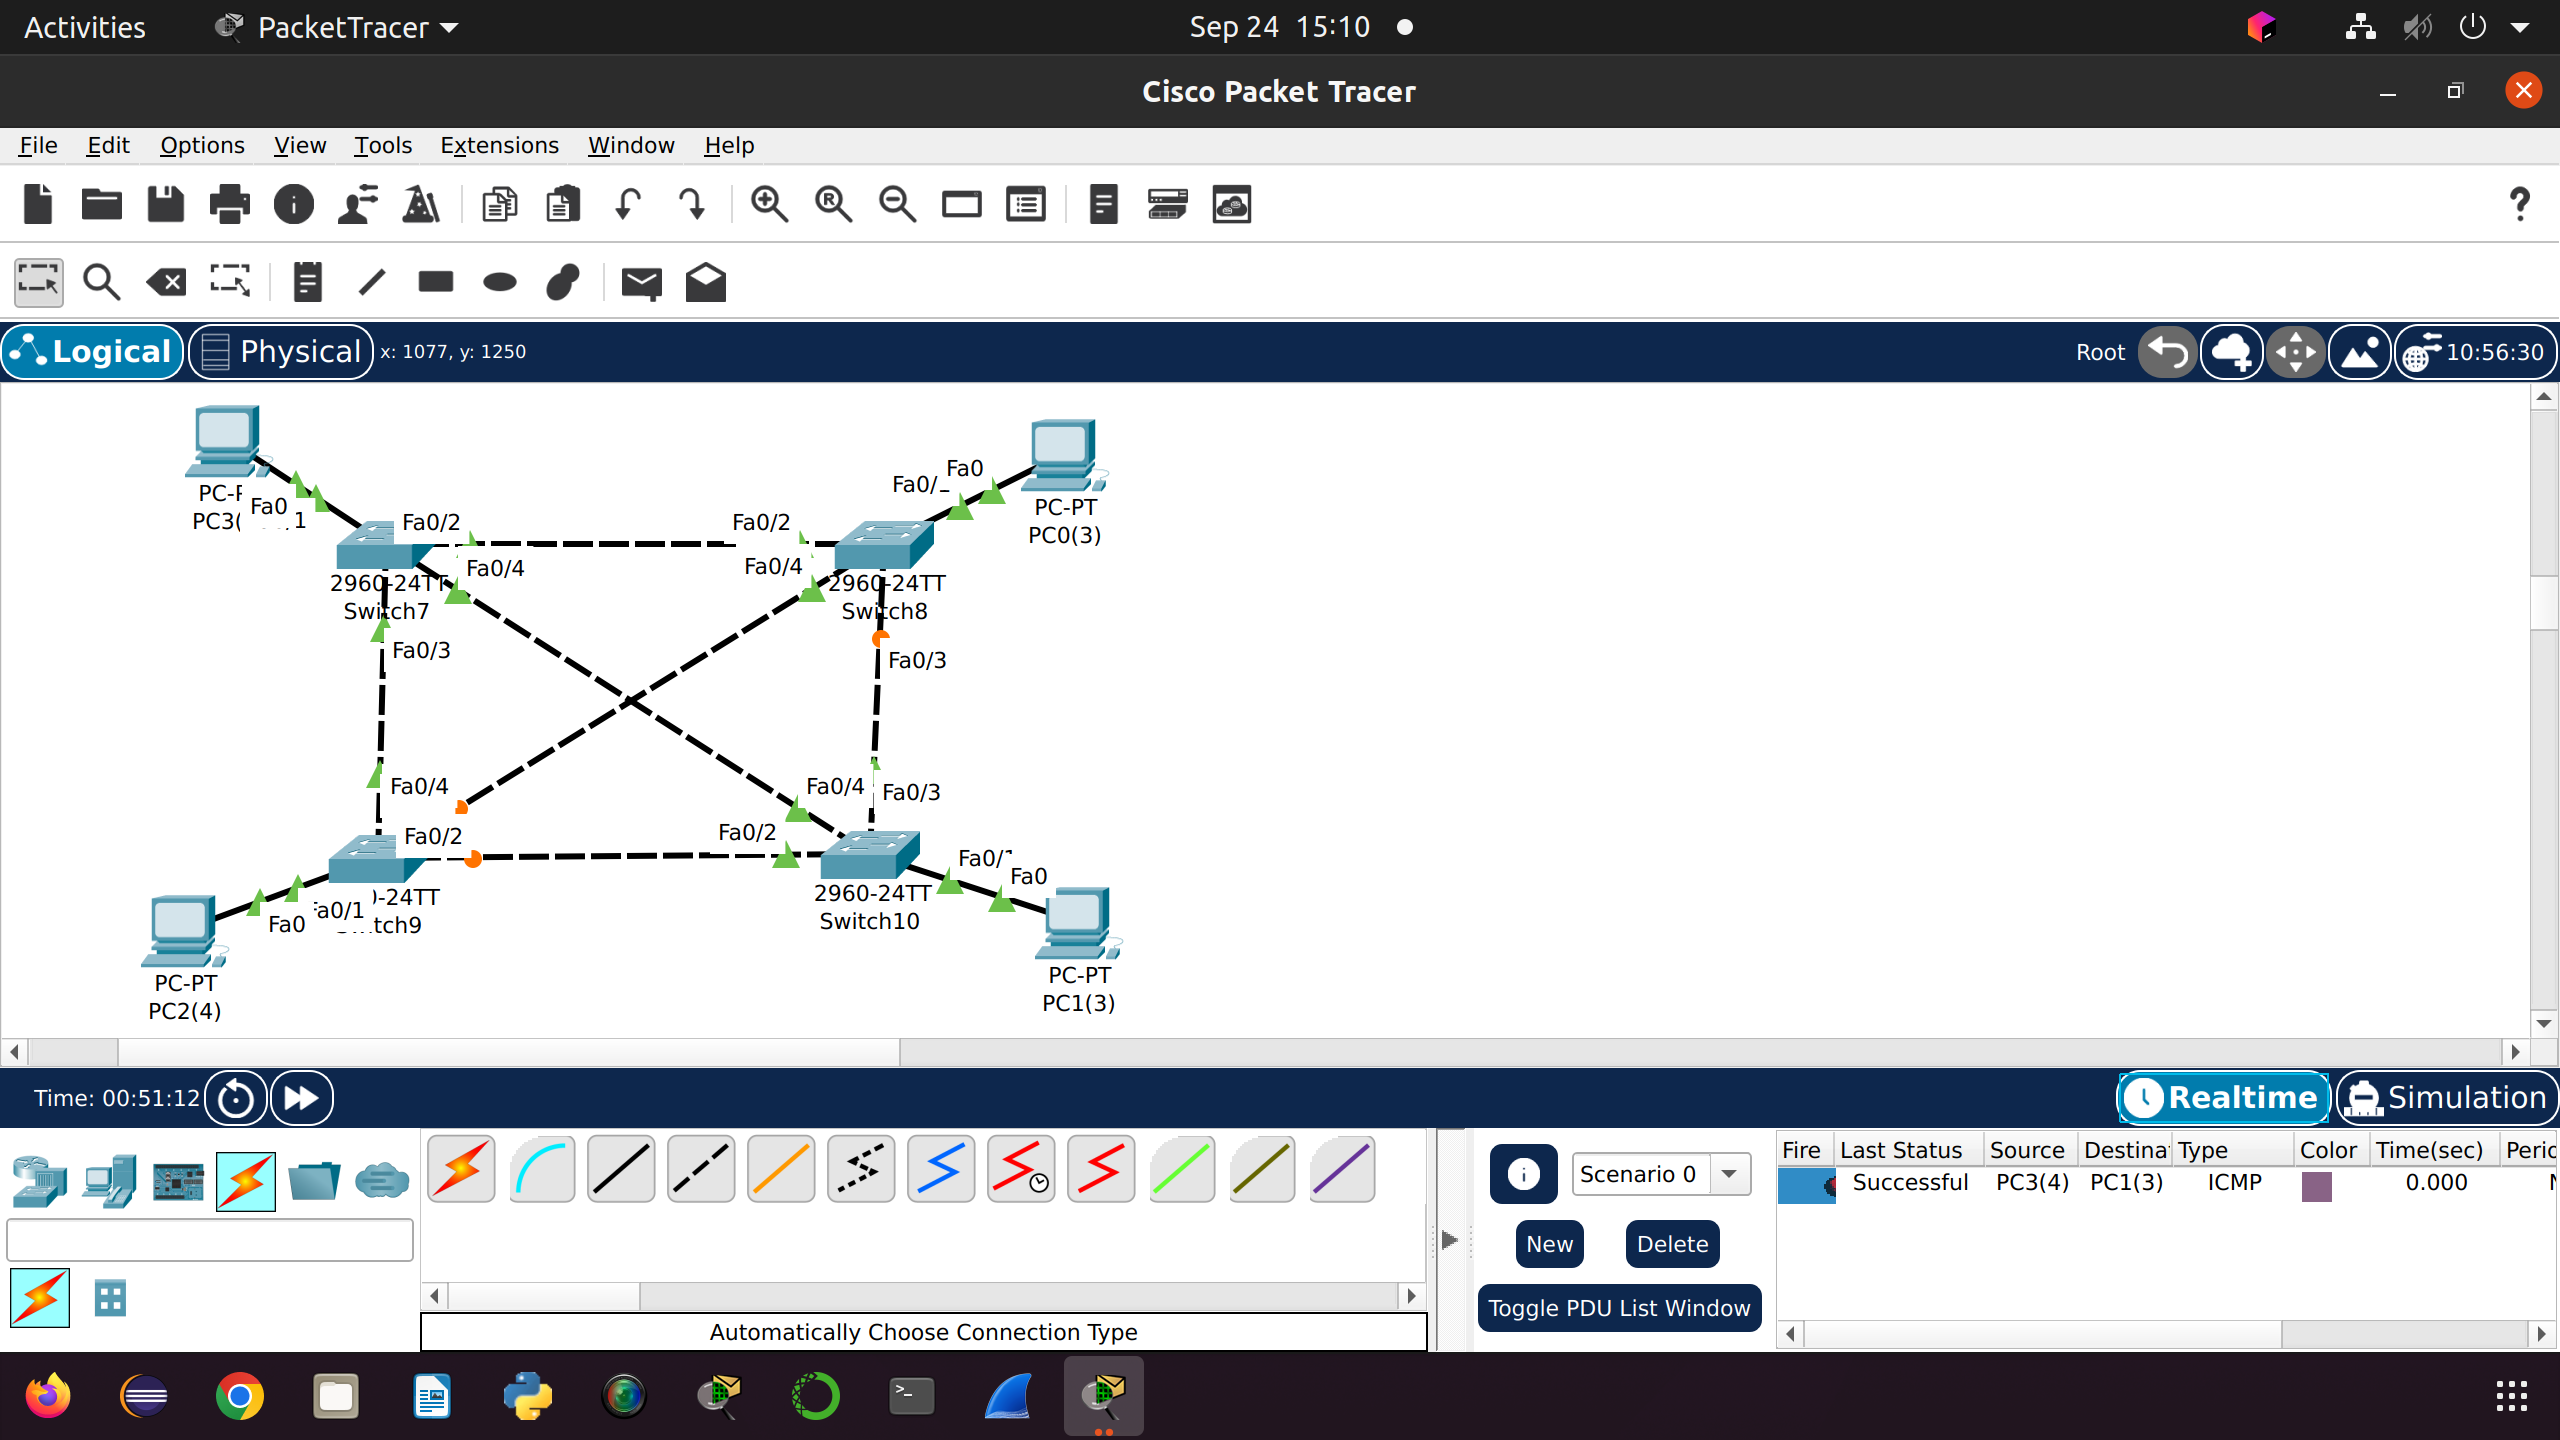 Activities PacketTracer Sep 24 15:10
Cisco Packet Tracer
File Edit Options View Tools Extensions Window Help
Logical Physical x: 1077, y: 1250 Root 10:56:30
Fa0 PC-PT
Fa0/ PC0(3)
Fa0 1
PC3(
Fa0/2 Fa0/2
Fa0/4 Fa0/4
2960-24TT 2960-24TT
Switch7 Switch8
Fa0/3 Fa0/3
Fa0/4 Fa0/4 Fa0/3
Fa0/2 Fa0/2
Fa0/1 Fa0
2960-24TT
Switch10
-24TT
tch9
Fa0 a0/1
PC-PT PC-PT
PC2(4) PC1(3)
Time: 00:51:12 Realtime Simulation
Scenario 0
New Delete
Toggle PDU List Window
Fire Last Status Source Destina Type Color Time(sec) Peri
Successful PC3(4) PC1(3) ICMP 0.000
Automatically Choose Connection Type